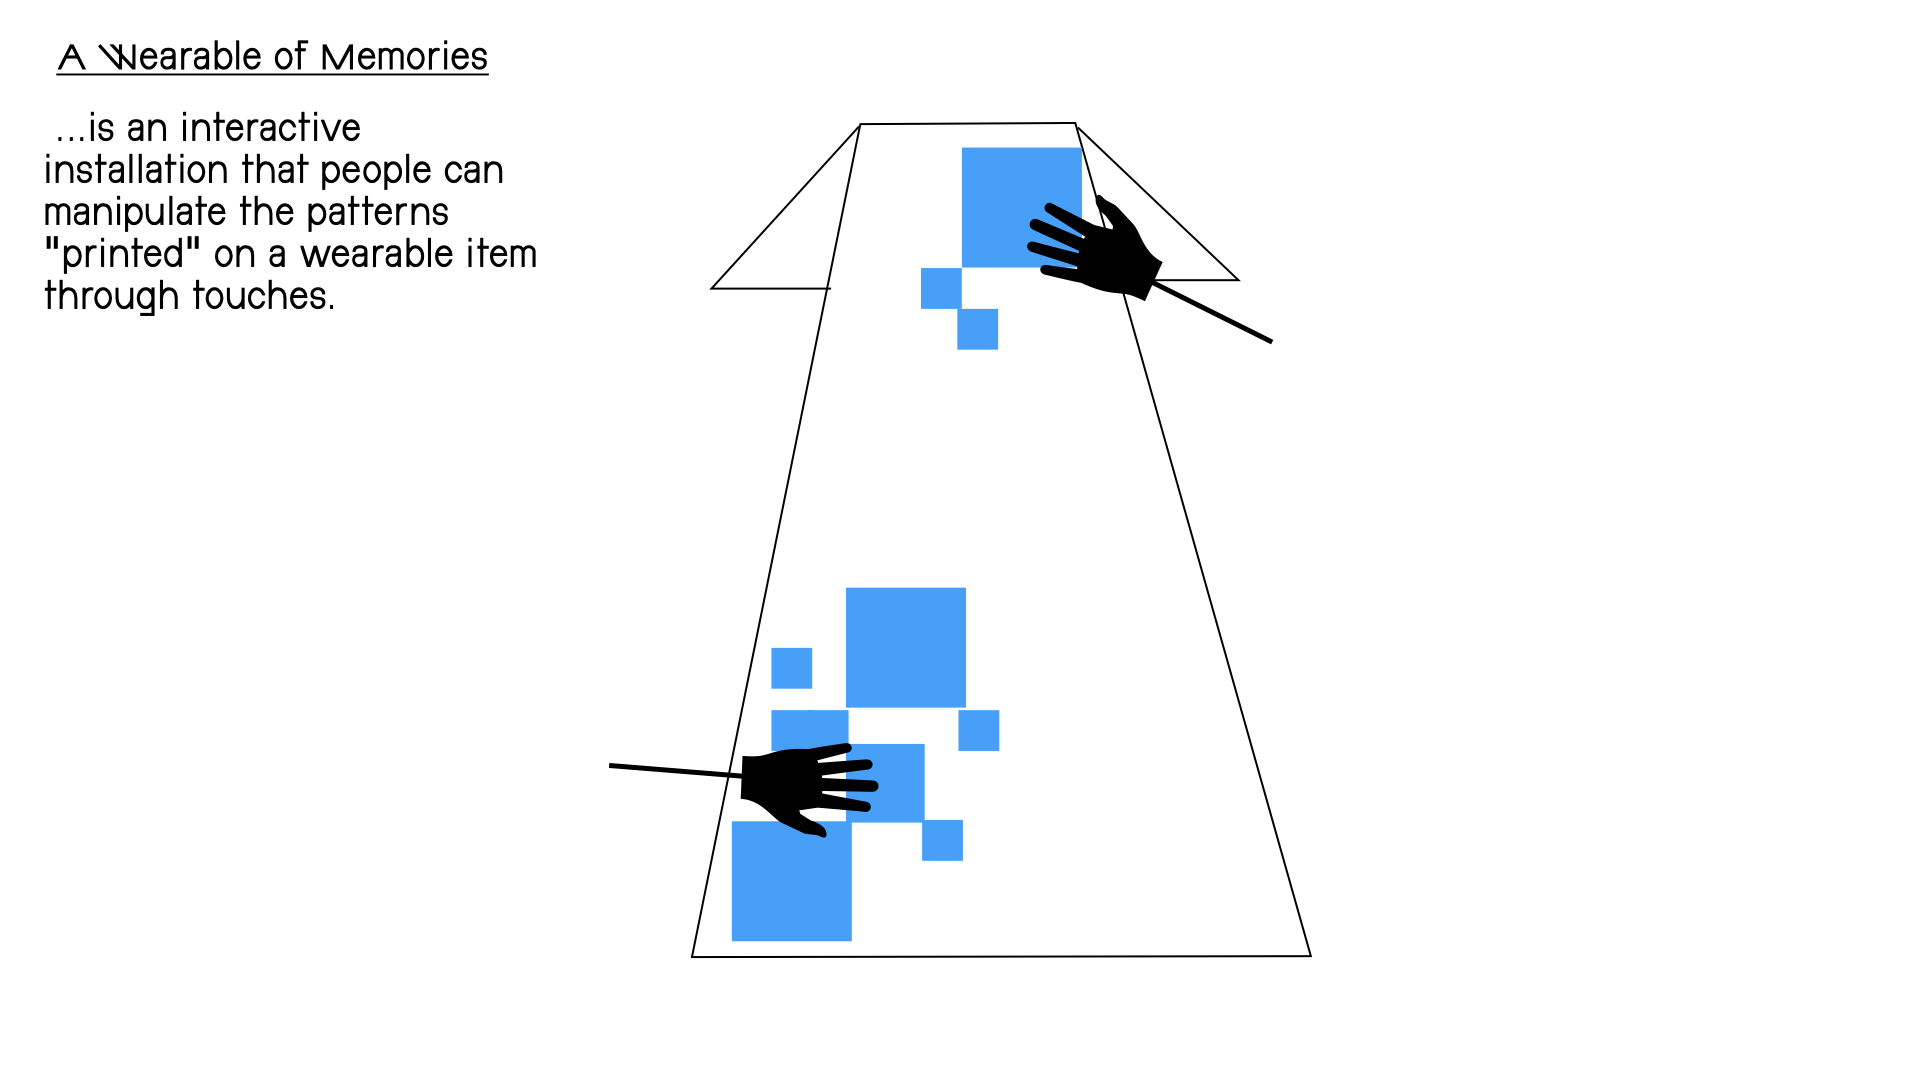 A Wearable of Memories
...is an interactive
installation that people can
manipulate the patterns
"printed" on a wearable item
through touches.